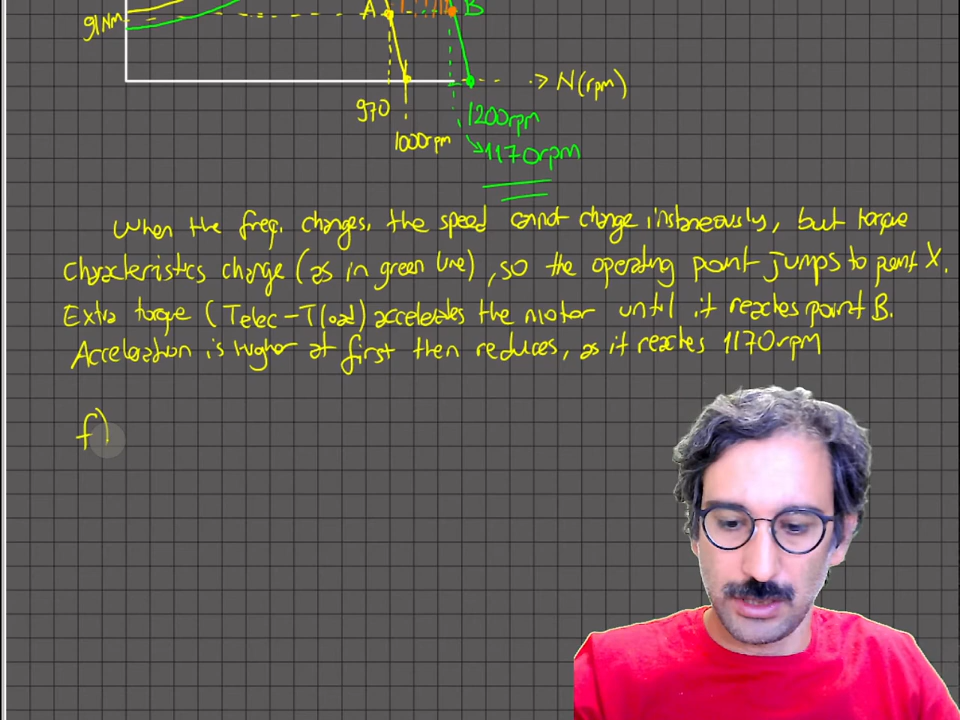 A B
91Nm
N(rpm)
970
1200rpm
1000rpm
1170rpm
When the freq. changes, the speed cannot change instaneously, but torque
charackteristics change (as in green line), so the operating point jumps to point X.
Extra torque (Telec-Tload) acceletates the motor until it reaches point B.
Acceleration is higher at first then reduces, as it reaches 1170rpm
f)